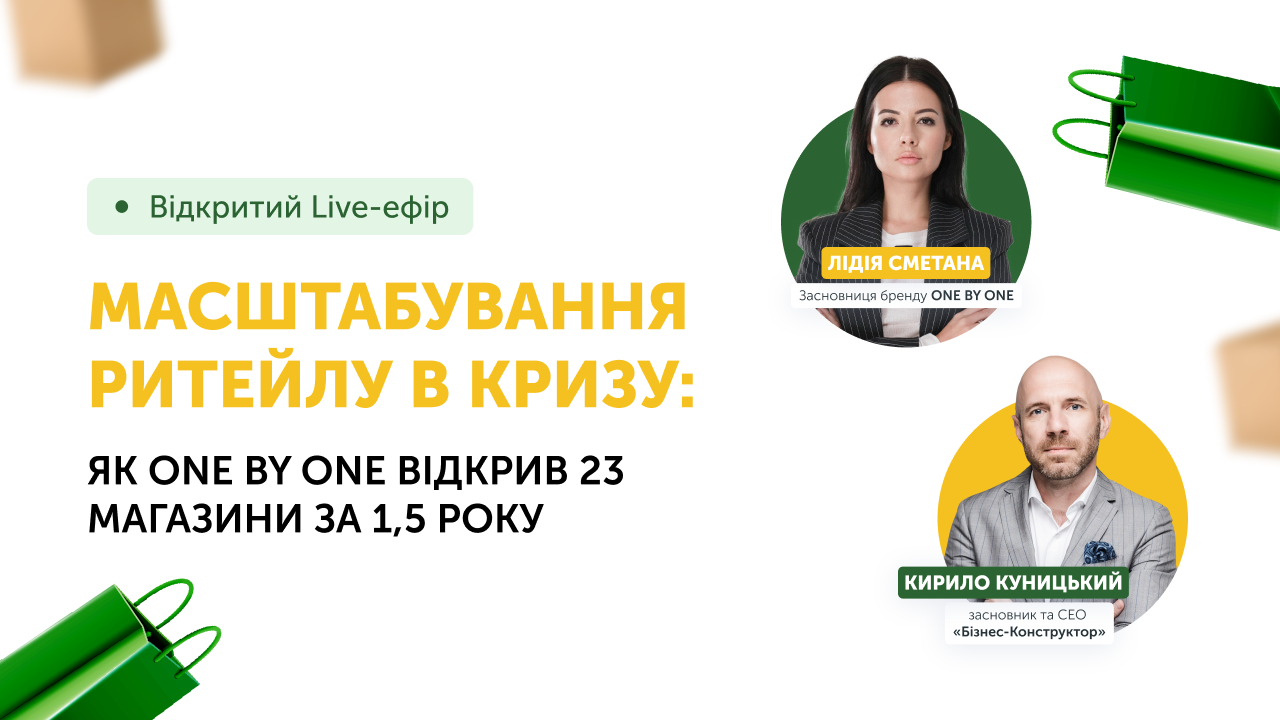 Відкритий Live-ефір
МАСШТАБУВАННЯ
РИТЕЙЛУ В КРИЗУ:
ЯК ONE BY ONE ВІДКРИВ 23
МАГАЗИНИ ЗА 1,5 РОКУ
ЛІДІЯ СМЕТАНА
Засновниця бренду ONE BY ONE
КИРИЛО КУНИЦЬКИЙ
засновник та CEO
«Бізнес-Конструктор»